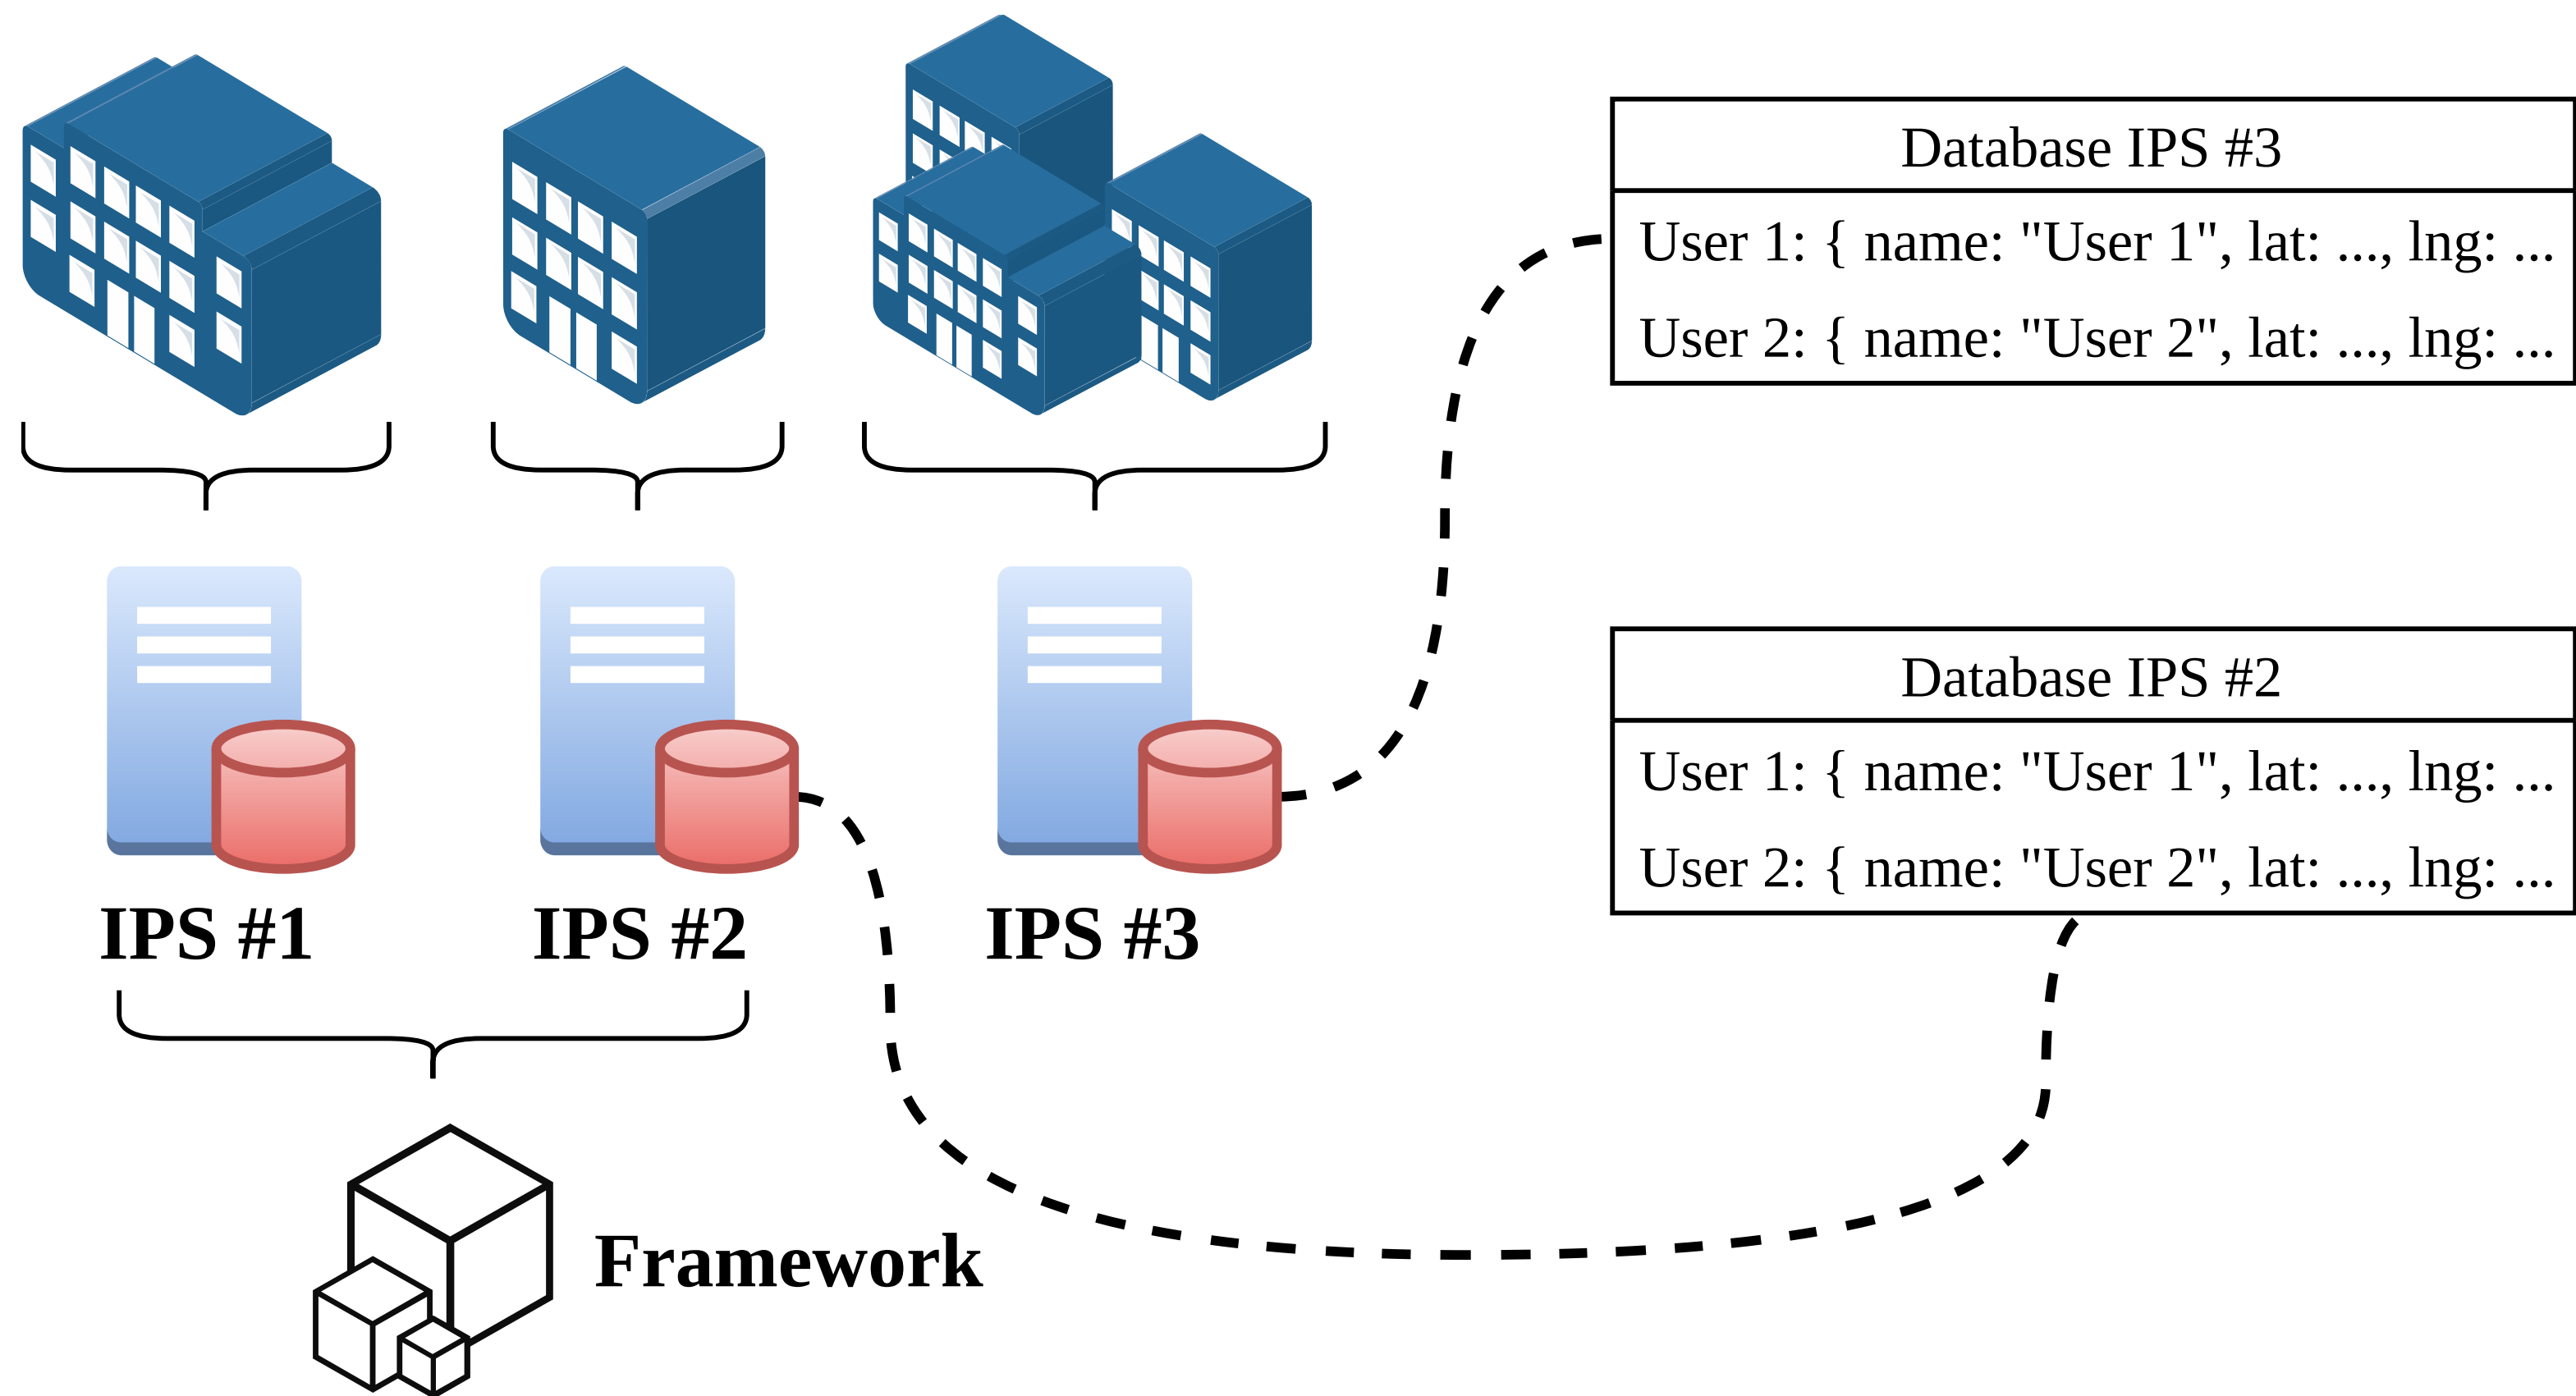 Database IPS #3
User 1: { name: "User 1", lat: ..., lng: ...
User 2: { name: "User 2", lat: ..., lng: ...
Database IPS #2
User 1: { name: "User 1", lat: ..., lng: ...
User 2: { name: "User 2", lat: ..., lng: ...
IPS #1
IPS #2
IPS #3
Framework